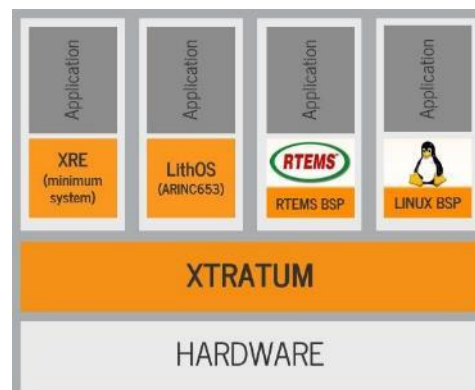 Application
Application
Application
Application
XRE
(minimum
system)
LithOS
(ARINC653)
RTEMS
RTEMS BSP
LINUX BSP
XTRATUM
HARDWARE